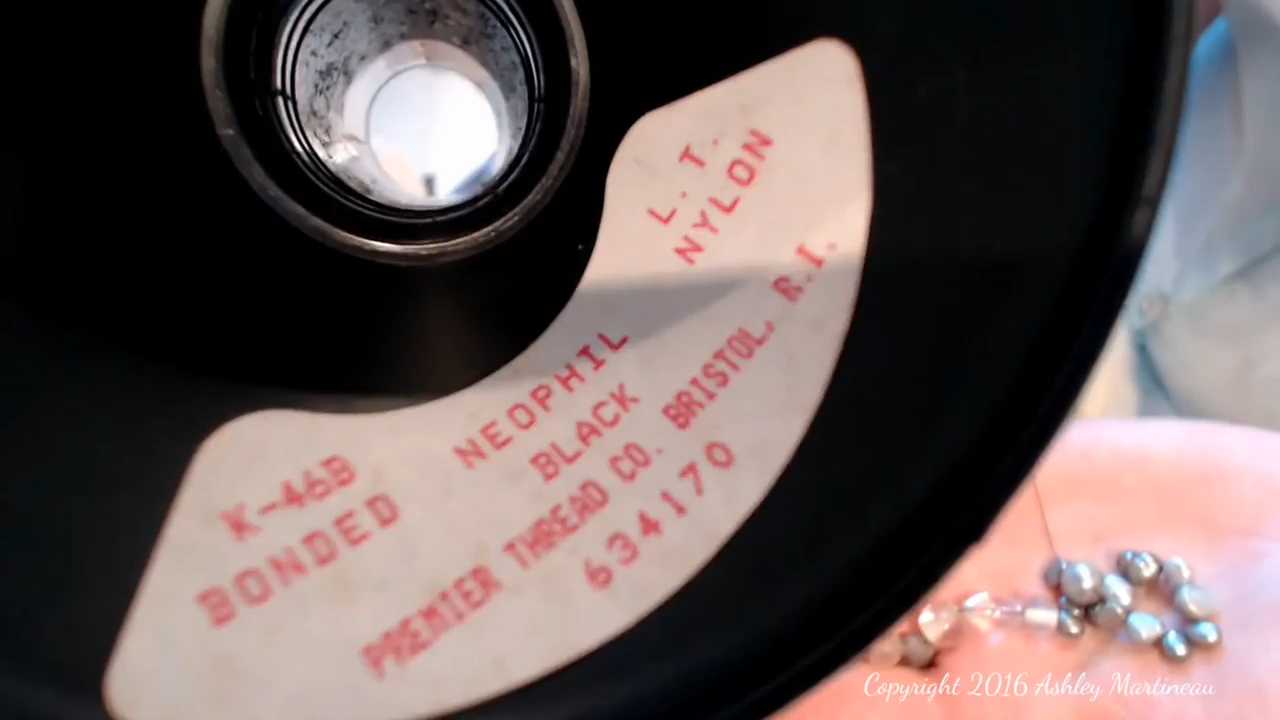 L. T.
NYLON
K-46B NEOPHIL
BONDED BLACK
PREMIER THREAD CO. BRISTOL, R.I.
634170
Copyright 2016 Ashley Martineau